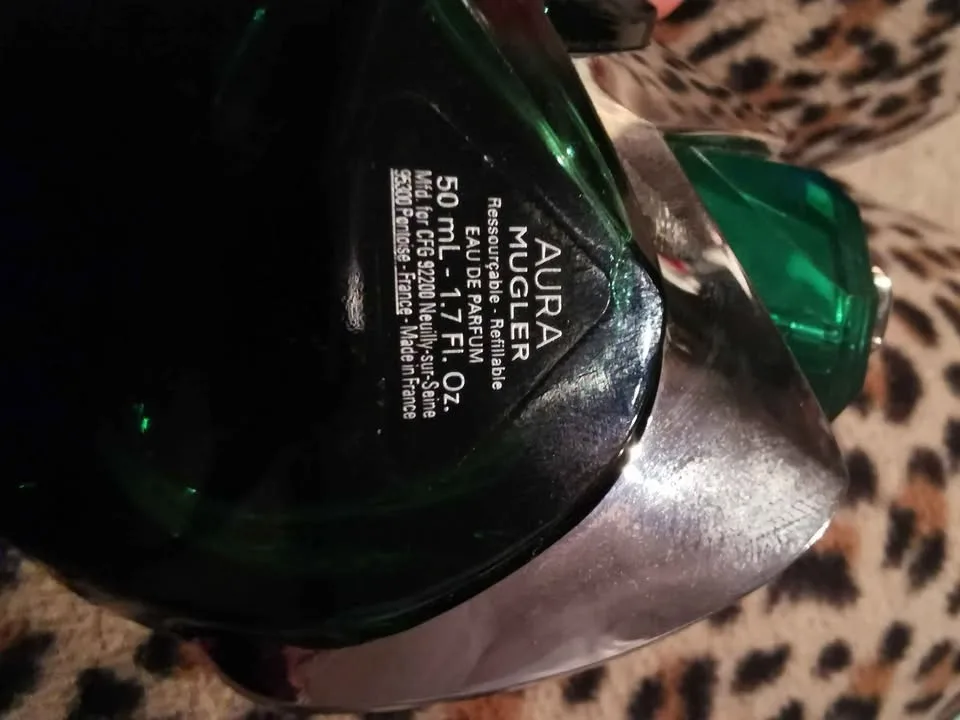 AURA
MUGLER
EAU DE PARFUM
Ressourçable - Refillable
50 mL - 1.7 Fl. Oz.
Mfd. for CFG 92200 Neuilly-sur-Seine
95300 Pontoise - France - Made in France